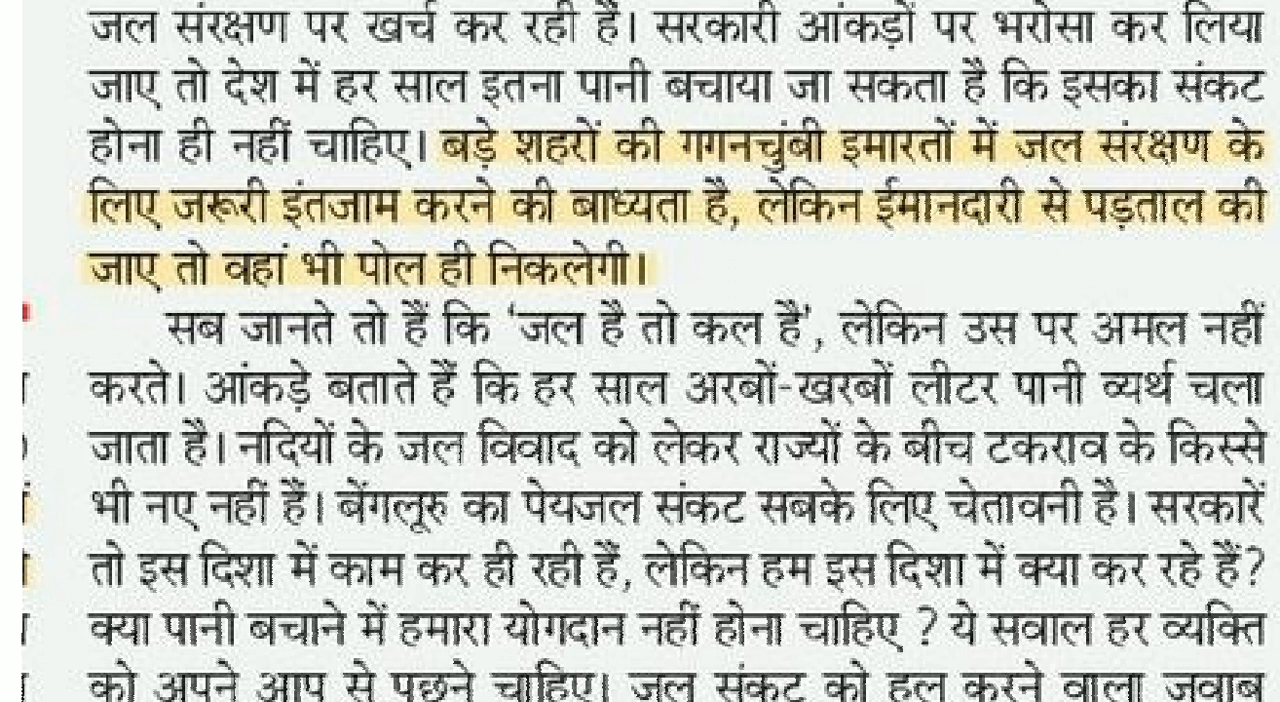 जल संरक्षण पर खर्च कर रही हैं। सरकारी आंकड़ों पर भरोसा कर लिया
जाए तो देश में हर साल इतना पानी बचाया जा सकता है कि इसका संकट
होना ही नहीं चाहिए। बड़े शहरों की गगनचुंबी इमारतों में जल संरक्षण के
लिए जरूरी इंतजाम करने की बाध्यता है, लेकिन ईमानदारी से पड़ताल की
जाए तो वहां भी पोल ही निकलेगी।
सब जानते तो हैं कि ‘जल है तो कल है’, लेकिन उस पर अमल नहीं
करते। आंकड़े बताते हैं कि हर साल अरबों-खरबों लीटर पानी व्यर्थ चला
जाता है। नदियों के जल विवाद को लेकर राज्यों के बीच टकराव के किस्से
भी नए नहीं हैं। बेंगलूरु का पेयजल संकट सबके लिए चेतावनी है। सरकारें
तो इस दिशा में काम कर ही रही हैं, लेकिन हम इस दिशा में क्या कर रहे हैं?
क्या पानी बचाने में हमारा योगदान नहीं होना चाहिए ? ये सवाल हर व्यक्ति
को अपने आप से पूछने चाहिए। जल संकट को हल करने वाला जवाब